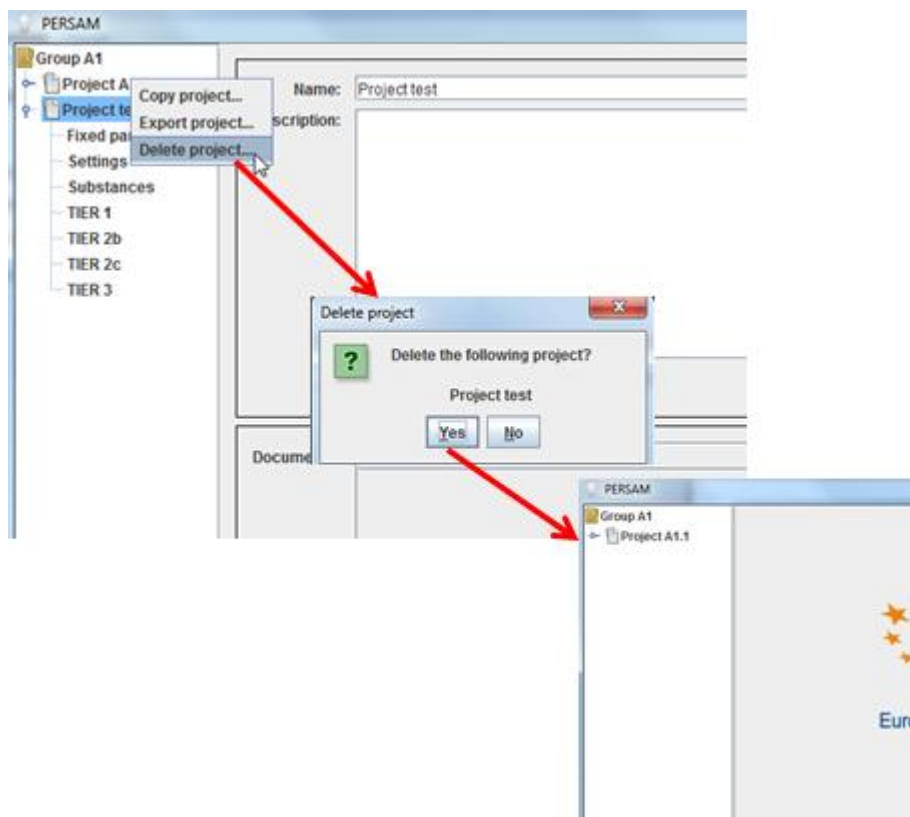 PERSAM
Group A1
Project A
Project te
Fixed pa
Settings
Substances
TIER 1
TIER 2b
TIER 2c
TIER 3
Copy project...
Export project...
Delete project...
Name: Project test
scription:
Docume
Delete project
Delete the following project?
Project test
Yes No
PERSAM
Group A1
Project A1.1
Euro